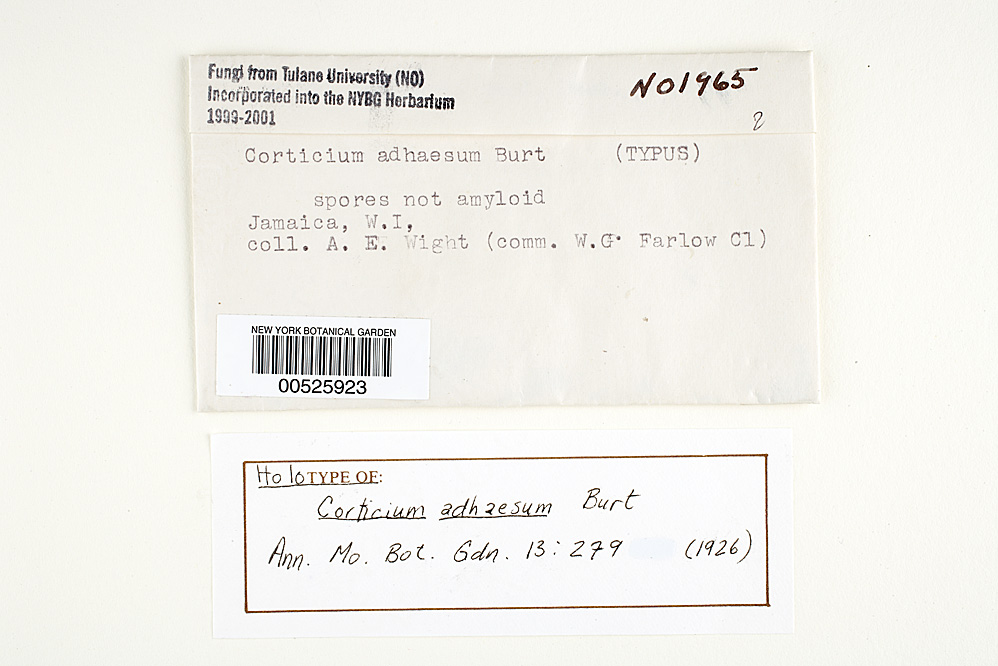 Fungi from Tulane University (NO)
Incorporated into the NYBG Herbarium
1999-2001
NO1965
2
Corticium adhaesum Burt (TYPUS)
spores not amyloid
Jamaica, W.I,
coll. A. E. Wight (comm. W.G. Farlow Cl)
NEW YORK BOTANICAL GARDEN
00525923
HoloTYPE OF:
Corticium adhaesum Burt
Ann. Mo. Bot. Gdn. 13: 279 (1926)